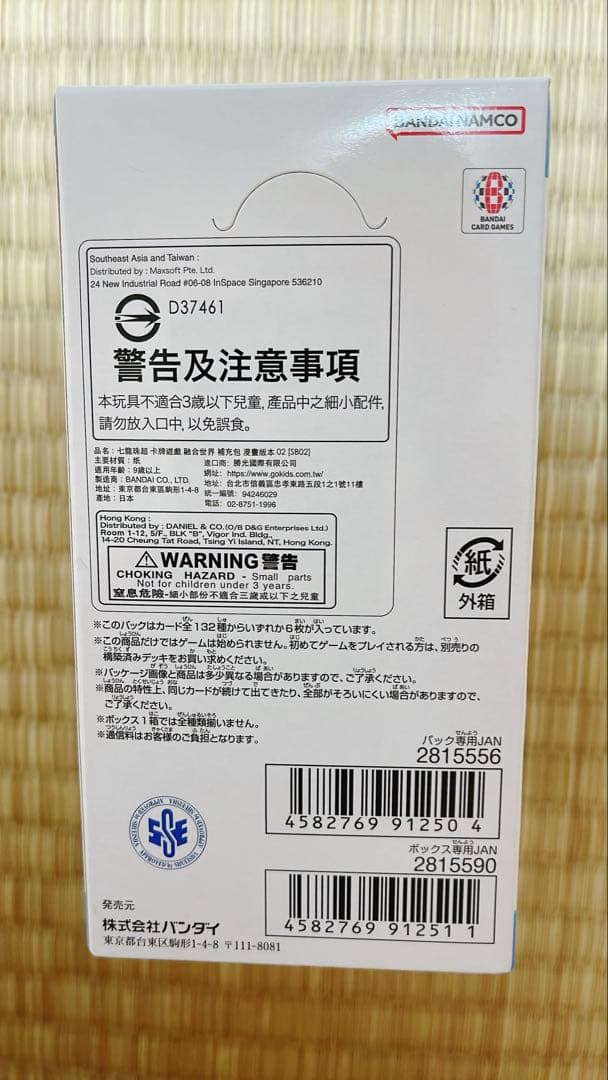 BANDAI NAMCO
BANDAI
CARD GAMES
Southeast Asia and Taiwan :
Distributed by : Maxsoft Pte. Ltd.
24 New Industrial Road #06-08 InSpace Singapore 536210
D37461
警告及注意事項
本玩具不適合3歲以下兒童, 產品中之細小配件,
請勿放入口中, 以免誤食。
品名：七龍珠超 卡牌遊戲 融合世界 補充包 漫畫版本 02 [SB02]
主要材質：紙
適用年齡：9歲以上
製造商：BANDAI CO., LTD.
地址：東京都台東區駒形1-4-8
產地：日本
進口商：勝光國際有限公司
網址：https://www.gokids.com.tw/
地址：台北市信義區忠孝東路五段1之1號11樓
統一編號：94246029
電話：02-8751-1996
Hong Kong :
Distributed by : DANIEL & CO.(O/B D&G Enterprises Ltd.)
Room 1-12, 5/F., BLK "B", Vigor Ind. Bldg.,
14-20 Cheung Tat Road, Tsing Yi Island, NT, Hong Kong.
WARNING 警告
CHOKING HAZARD - Small parts
Not for children under 3 years.
窒息危險-細小部份不適合三歲或以下之兒童
紙
外箱
※このパックはカード全132種からいずれか6枚が入っています。
※この商品だけではゲームは始められません。初めてゲームをプレイされる方は、別売りの
構築済みデッキをお買い求めください。
※パッケージ画像と商品は多少異なる場合がありますので、ご了承ください。
※商品の特性上、同じカードが続けて出てきたり、全部がそろいにくい場合がありますので、
ご了承ください。
※ボックス1箱では全種類揃いません。
※通信料はお客様のご負担となります。
パック専用JAN
2815556
4582769 91250 4
ボックス専用JAN
2815590
4582769 91251 1
発売元
株式会社バンダイ
東京都台東区駒形1-4-8 〒111-8081